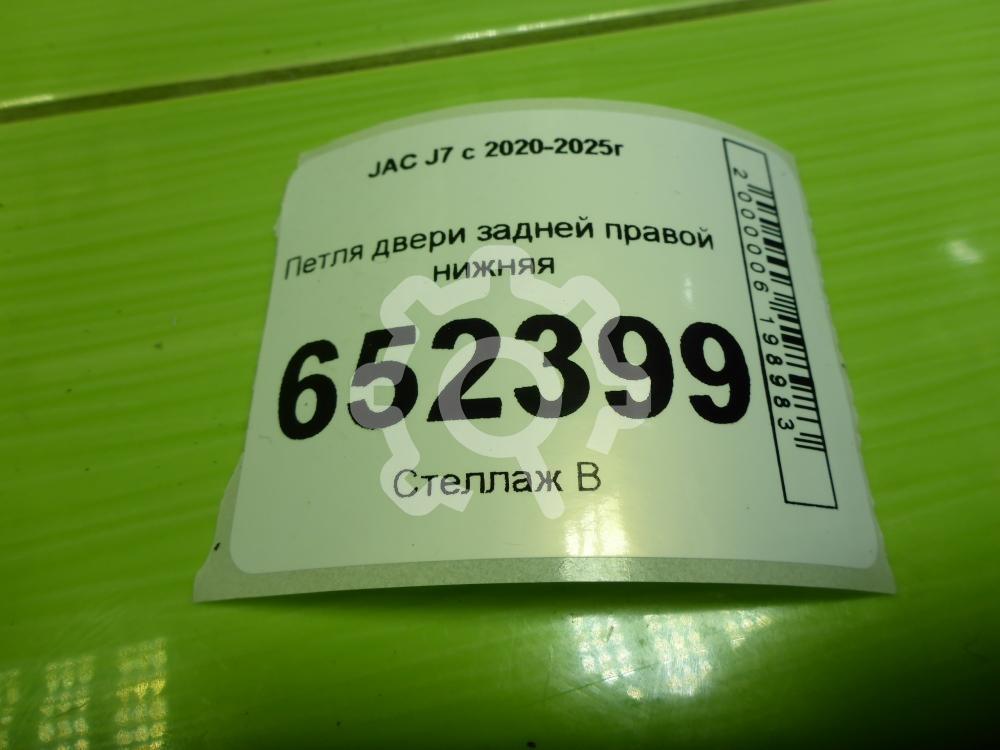 JAC J7 с 2020-2025г
Петля двери задней правой
нижняя
652399
Стеллаж В
2000006198983